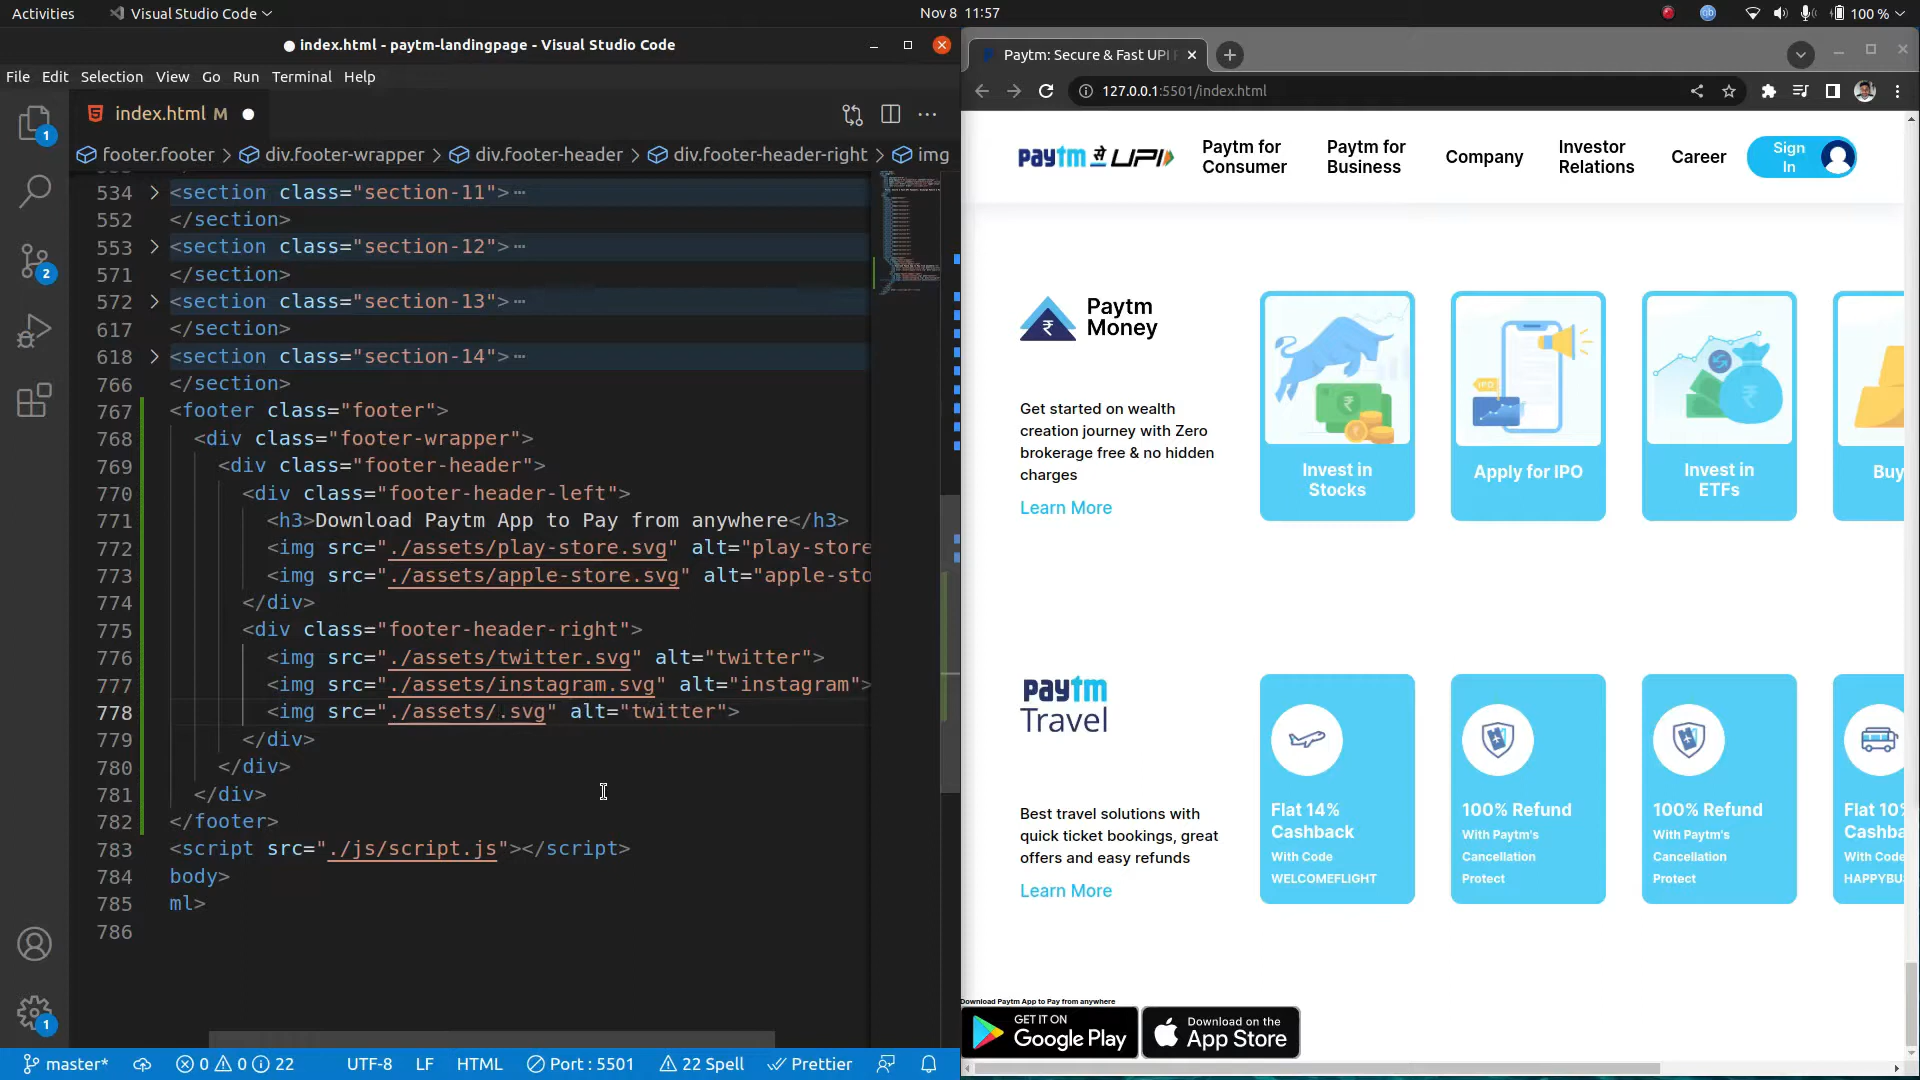 Activities
Visual Studio Code
Nov 8 11:57
100 %
index.html - paytm-landingpage - Visual Studio Code
File Edit Selection View Go Run Terminal Help
index.html M
footer.footer > div.footer-wrapper > div.footer-header > div.footer-header-right > img
534 <section class="section-11">
552 </section>
553 <section class="section-12">
571 </section>
572 <section class="section-13">
617 </section>
618 <section class="section-14">
766 </section>
767 <footer class="footer">
768 <div class="footer-wrapper">
769 <div class="footer-header">
770 <div class="footer-header-left">
771 <h3>Download Paytm App to Pay from anywhere</h3>
772 <img src="./assets/play-store.svg" alt="play-store
773 <img src="./assets/apple-store.svg" alt="apple-sto
774 </div>
775 <div class="footer-header-right">
776 <img src="./assets/twitter.svg" alt="twitter">
777 <img src="./assets/instagram.svg" alt="instagram">
778 <img src="./assets/.svg" alt="twitter">
779 </div>
780 </div>
781 </div>
782 </footer>
783 <script src="./js/script.js"></script>
784 body>
785 ml>
786
1
2
1
master*
0 0 22
UTF-8
LF
HTML
Port : 5501
22 Spell
Prettier
Paytm: Secure & Fast UPI
127.0.0.1:5501/index.html
paytm से UPI
Paytm for
Consumer
Paytm for
Business
Company
Investor
Relations
Career
Sign
In
Paytm
Money
Get started on wealth
creation journey with Zero
brokerage free & no hidden
charges
Learn More
Invest in
Stocks
IPO
Apply for IPO
Invest in
ETFs
Buy
paytm
Travel
Best travel solutions with
quick ticket bookings, great
offers and easy refunds
Learn More
Flat 14%
Cashback
With Code
WELCOMEFLIGHT
100% Refund
With Paytm's
Cancellation
Protect
100% Refund
With Paytm's
Cancellation
Protect
Flat 10%
Cashba
With Code
HAPPYBUS
Download Paytm App to Pay from anywhere
GET IT ON
Google Play
Download on the
App Store